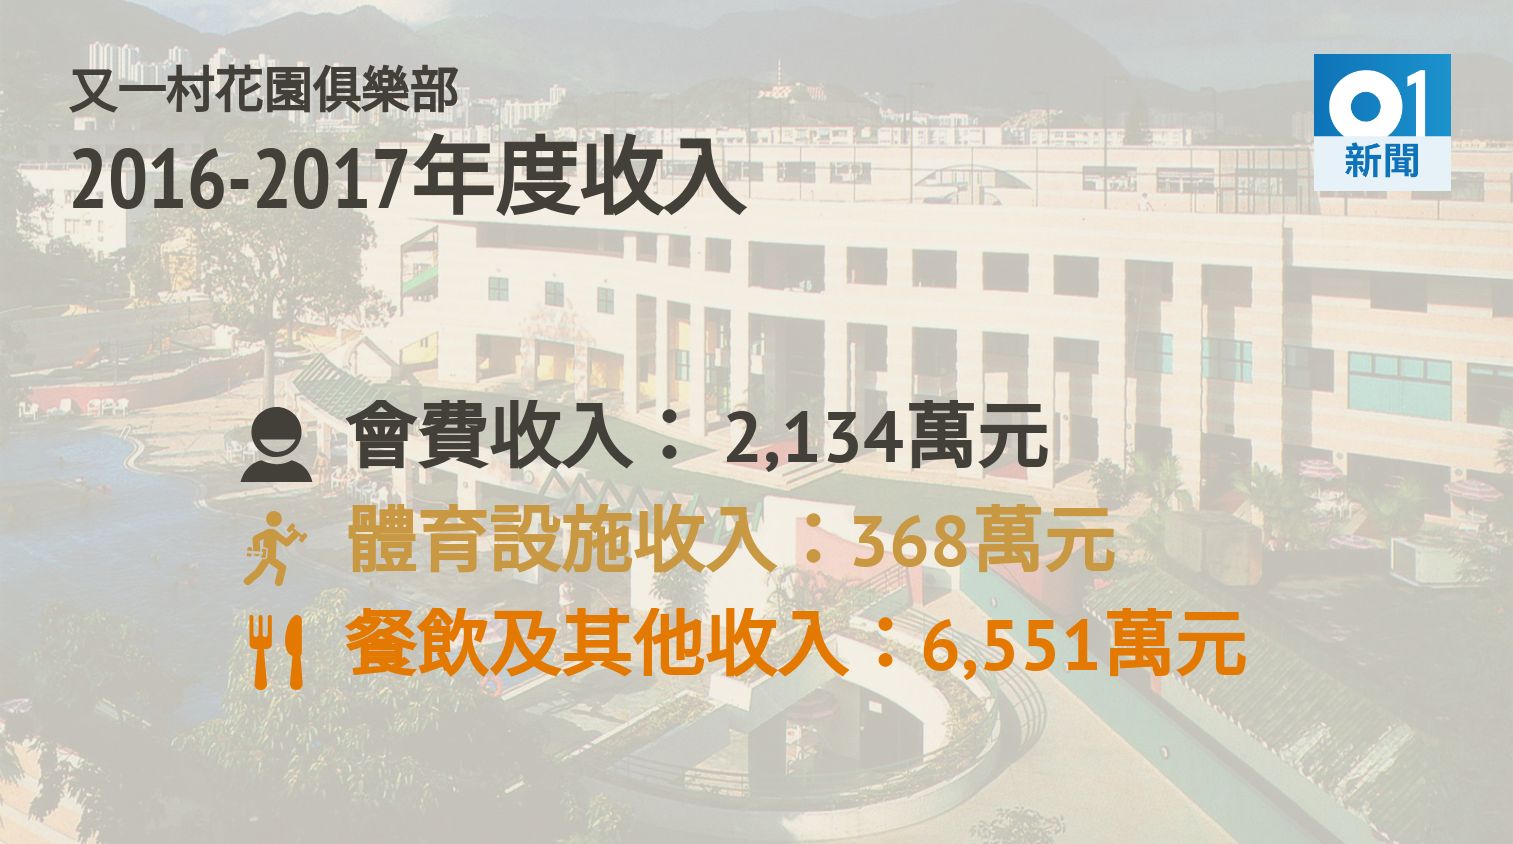 又一村花園俱樂部
2016-2017年度收入
01
新聞
會費收入：2,134萬元
體育設施收入：368萬元
餐飲及其他收入：6,551萬元